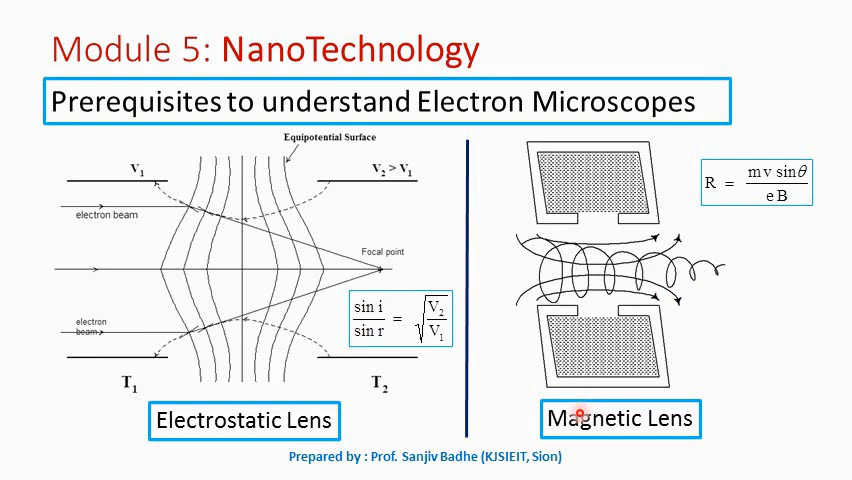 Module 5: NanoTechnology
Prerequisites to understand Electron Microscopes
Equipotential Surface
V1
V2 > V1
electron beam
Focal point
electron
beam
sin i / sin r = √(V2 / V1)
T1
T2
Electrostatic Lens
R = m v sinθ / e B
Magnetic Lens
Prepared by : Prof. Sanjiv Badhe (KJSIEIT, Sion)